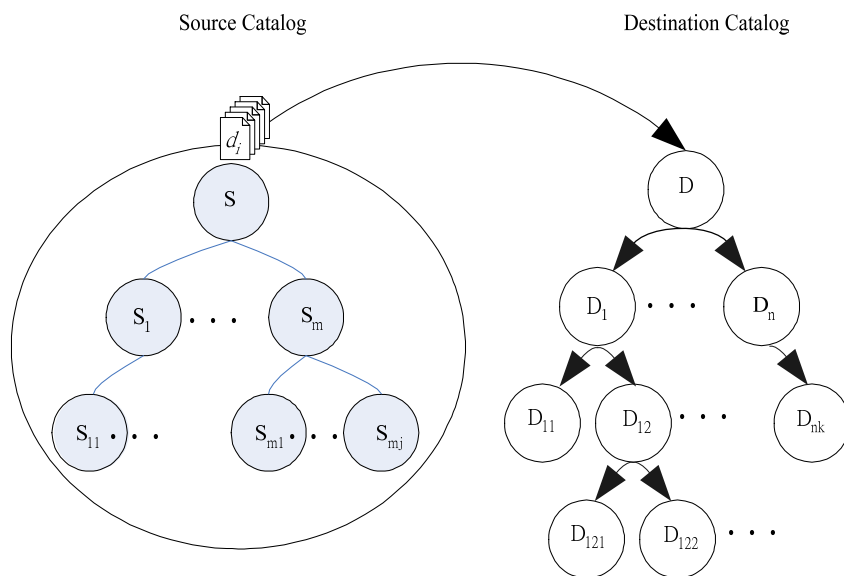 Source Catalog
Destination Catalog
d_i
S
D
S_1 . . . S_m
D_1 . . . D_n
S_11 . . . S_m1 . . . S_mj
D_11 D_12 . . . D_nk
D_121 D_122 . . .